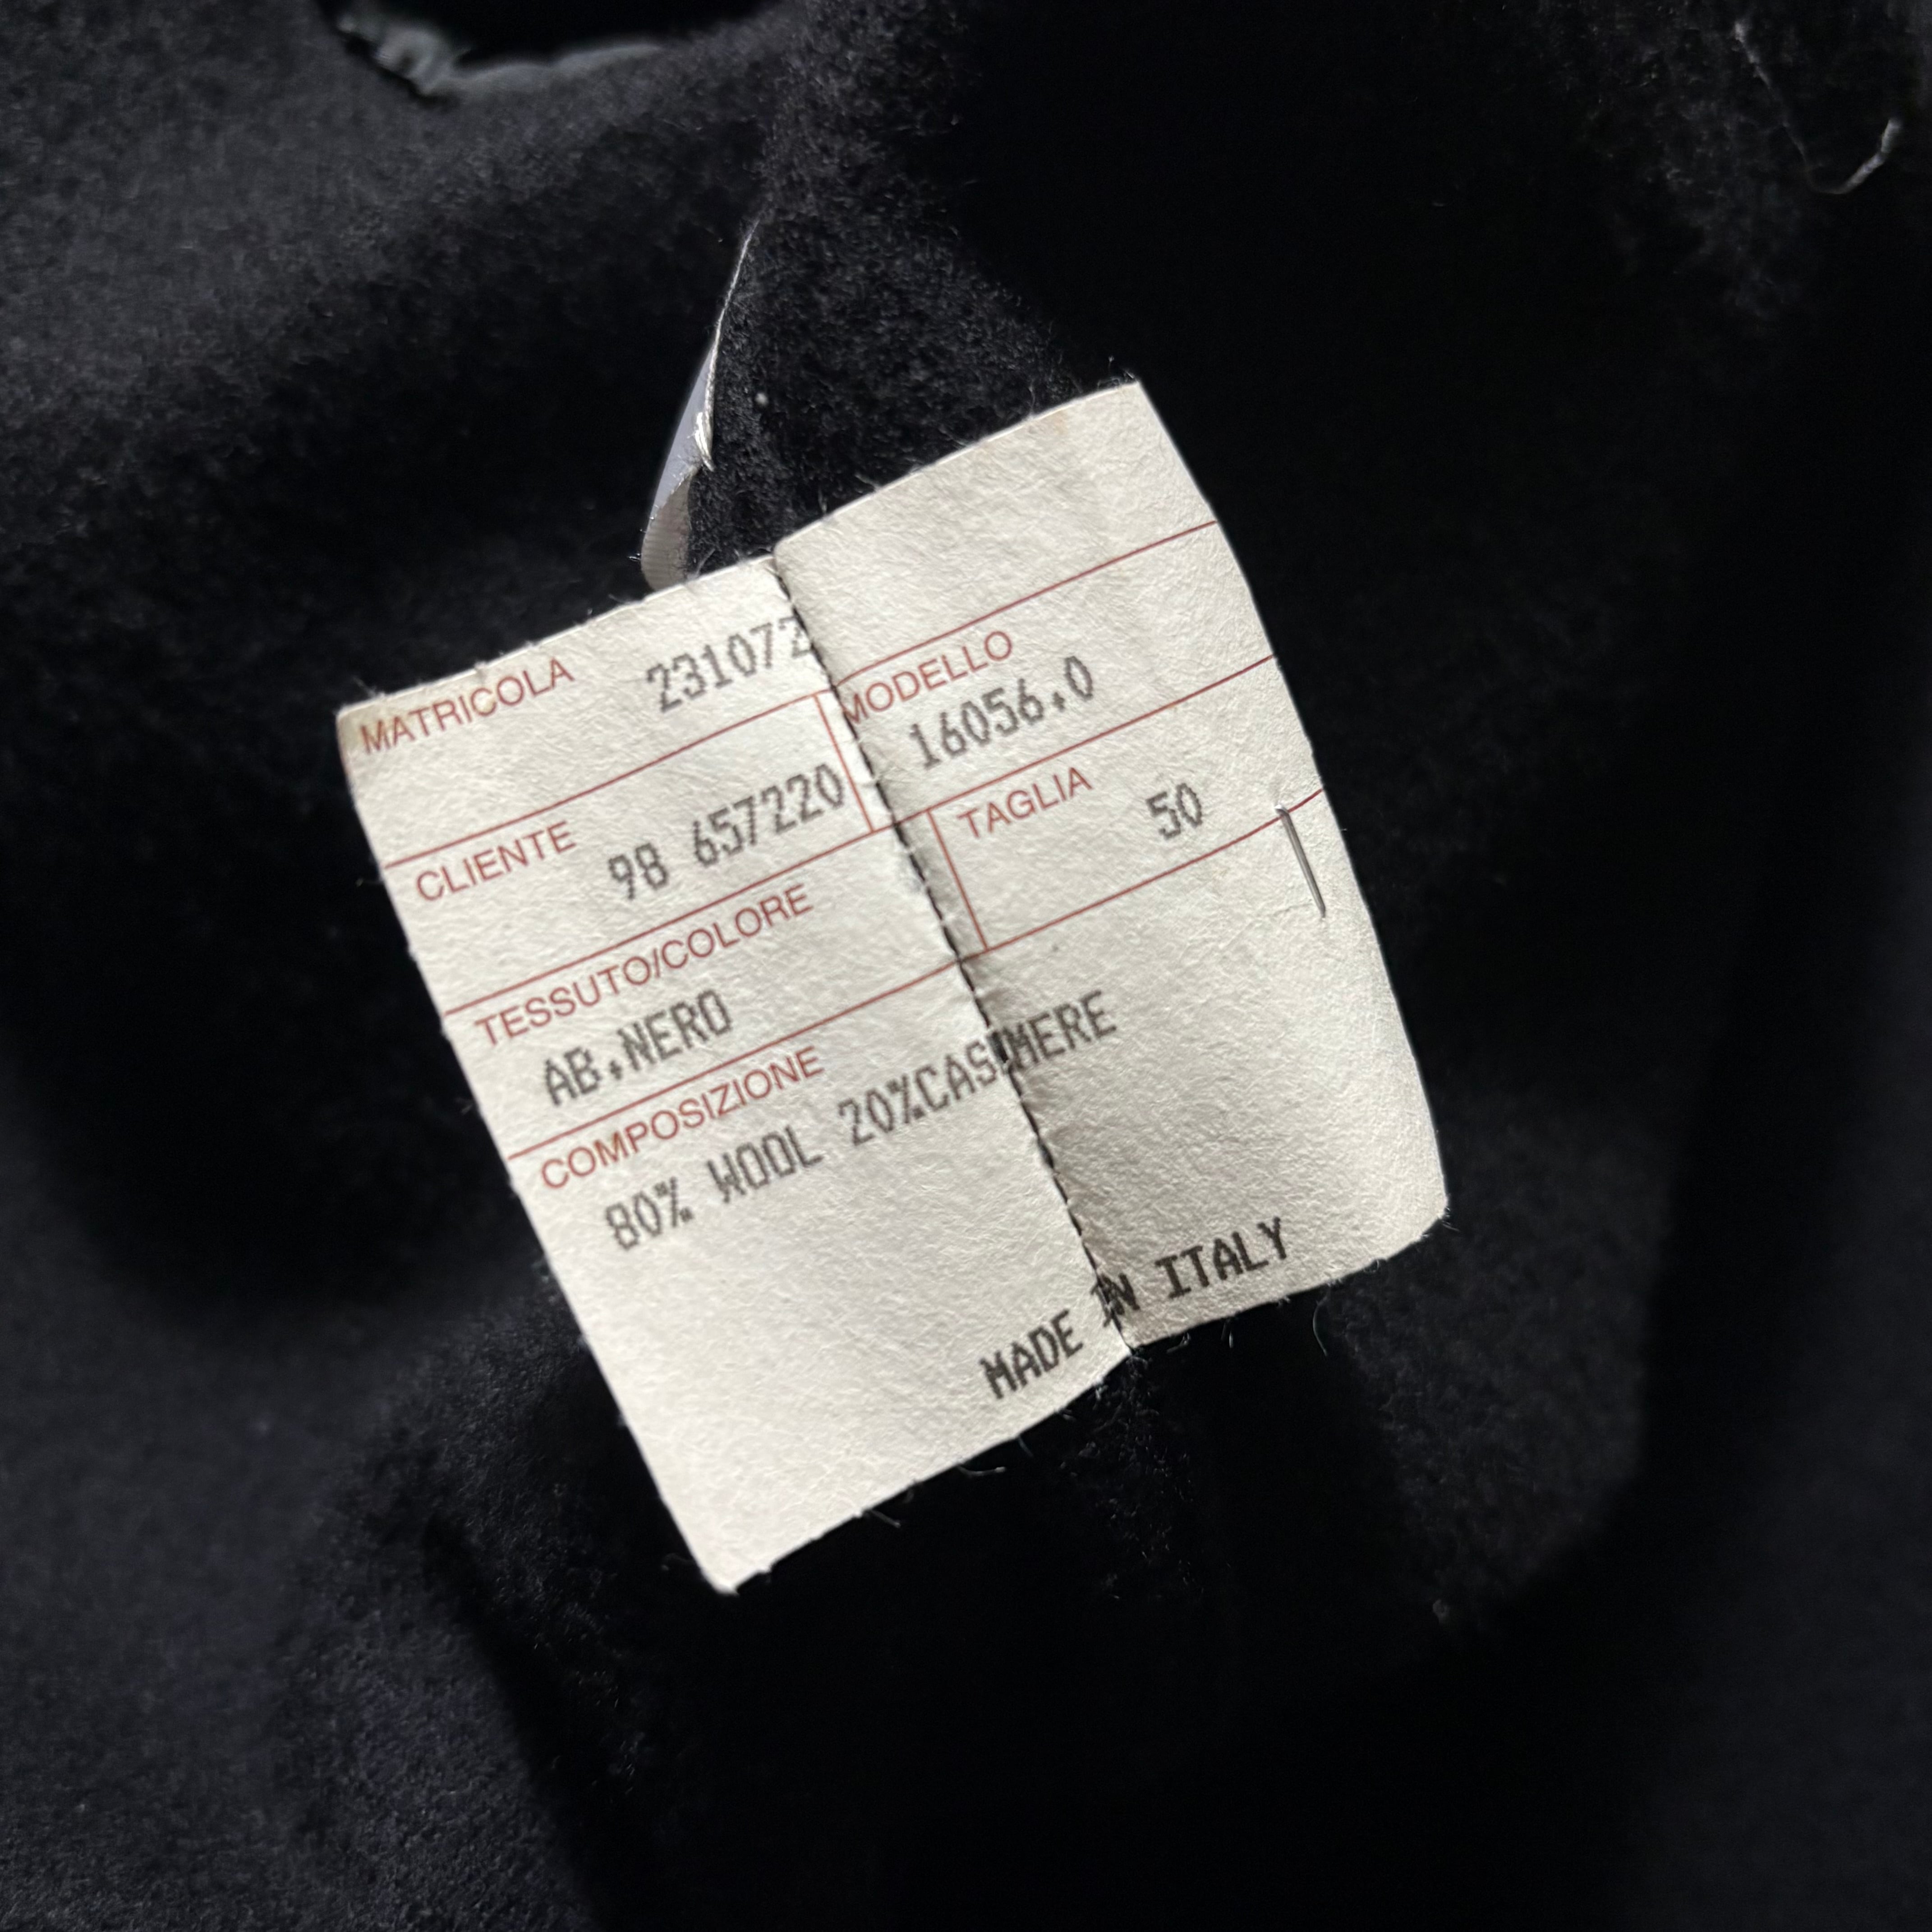 MATRICOLA 231072
CLIENTE 98 657220
MODELLO
16056.0
TESSUTO/COLORE
AB.NERO
TAGLIA 50
COMPOSIZIONE
80% WOOL 20%CASHMERE
MADE IN ITALY